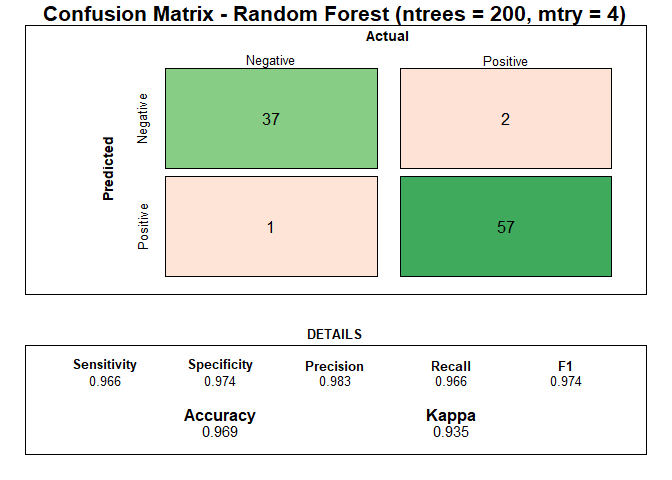 Confusion Matrix - Random Forest (ntrees = 200, mtry = 4)
Actual
Negative Positive
Predicted
Negative 37 2
Positive 1 57
DETAILS
Sensitivity Specificity Precision Recall F1
0.966 0.974 0.983 0.966 0.974
Accuracy Kappa
0.969 0.935